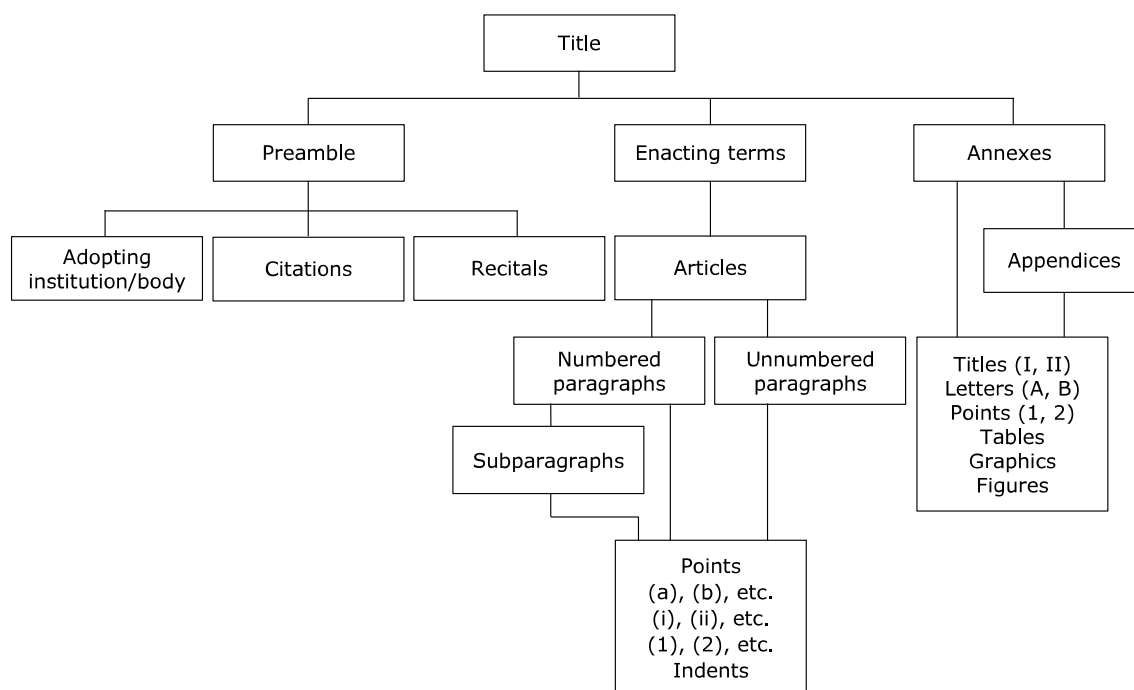 Title
Preamble
Enacting terms
Annexes
Adopting
institution/body
Citations
Recitals
Articles
Appendices
Numbered
paragraphs
Unnumbered
paragraphs
Titles (I, II)
Letters (A, B)
Points (1, 2)
Tables
Graphics
Figures
Subparagraphs
Points
(a), (b), etc.
(i), (ii), etc.
(1), (2), etc.
Indents